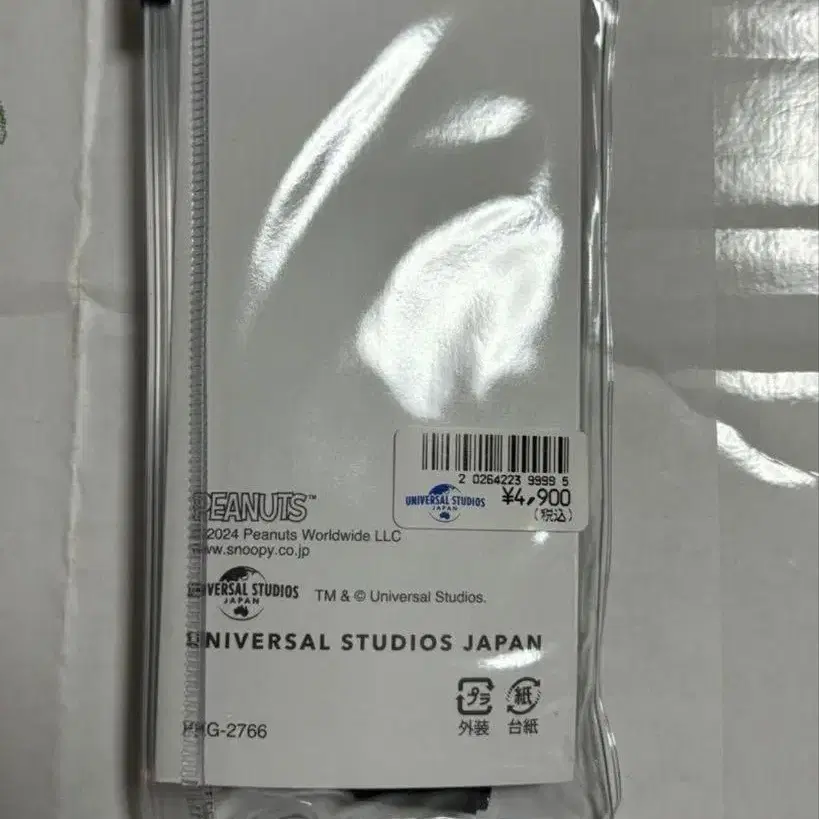 2 0264223 9999 5
UNIVERSAL STUDIOS
JAPAN
¥4,900
(税込)
PEANUTS™
©2024 Peanuts Worldwide LLC
www.snoopy.co.jp
UNIVERSAL STUDIOS
JAPAN
TM & © Universal Studios.
UNIVERSAL STUDIOS JAPAN
プラ
紙
外装
台紙